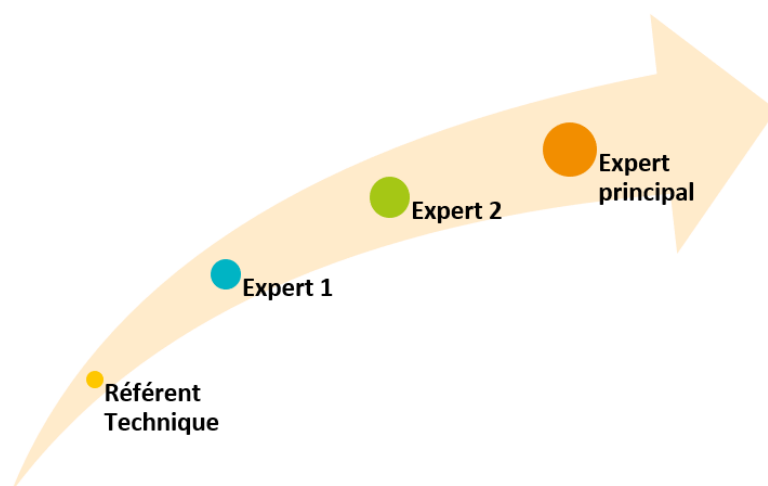 Expert
principal
Expert 2
Expert 1
Référent
Technique